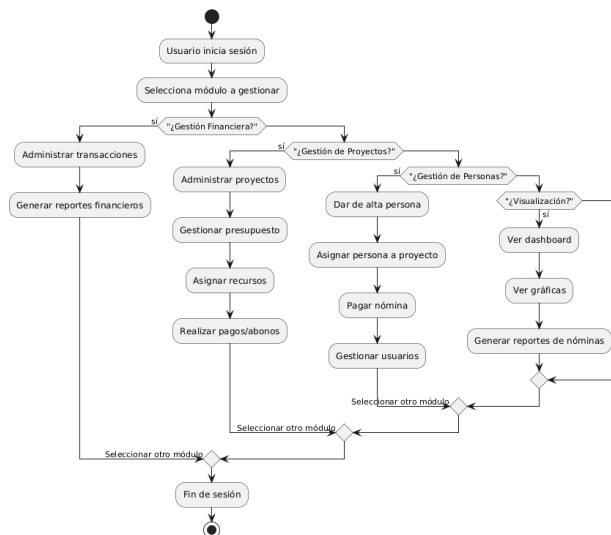 Usuario inicia sesión
Selecciona módulo a gestionar
sí
"¿Gestión Financiera?"
Administrar transacciones
Generar reportes financieros
sí
"¿Gestión de Proyectos?"
Administrar proyectos
Gestionar presupuesto
Asignar recursos
Realizar pagos/abonos
sí
"¿Gestión de Personas?"
Dar de alta persona
Asignar persona a proyecto
Pagar nómina
Gestionar usuarios
"¿Visualización?"
sí
Ver dashboard
Ver gráficas
Generar reportes de nóminas
Seleccionar otro módulo
Seleccionar otro módulo
Seleccionar otro módulo
Fin de sesión